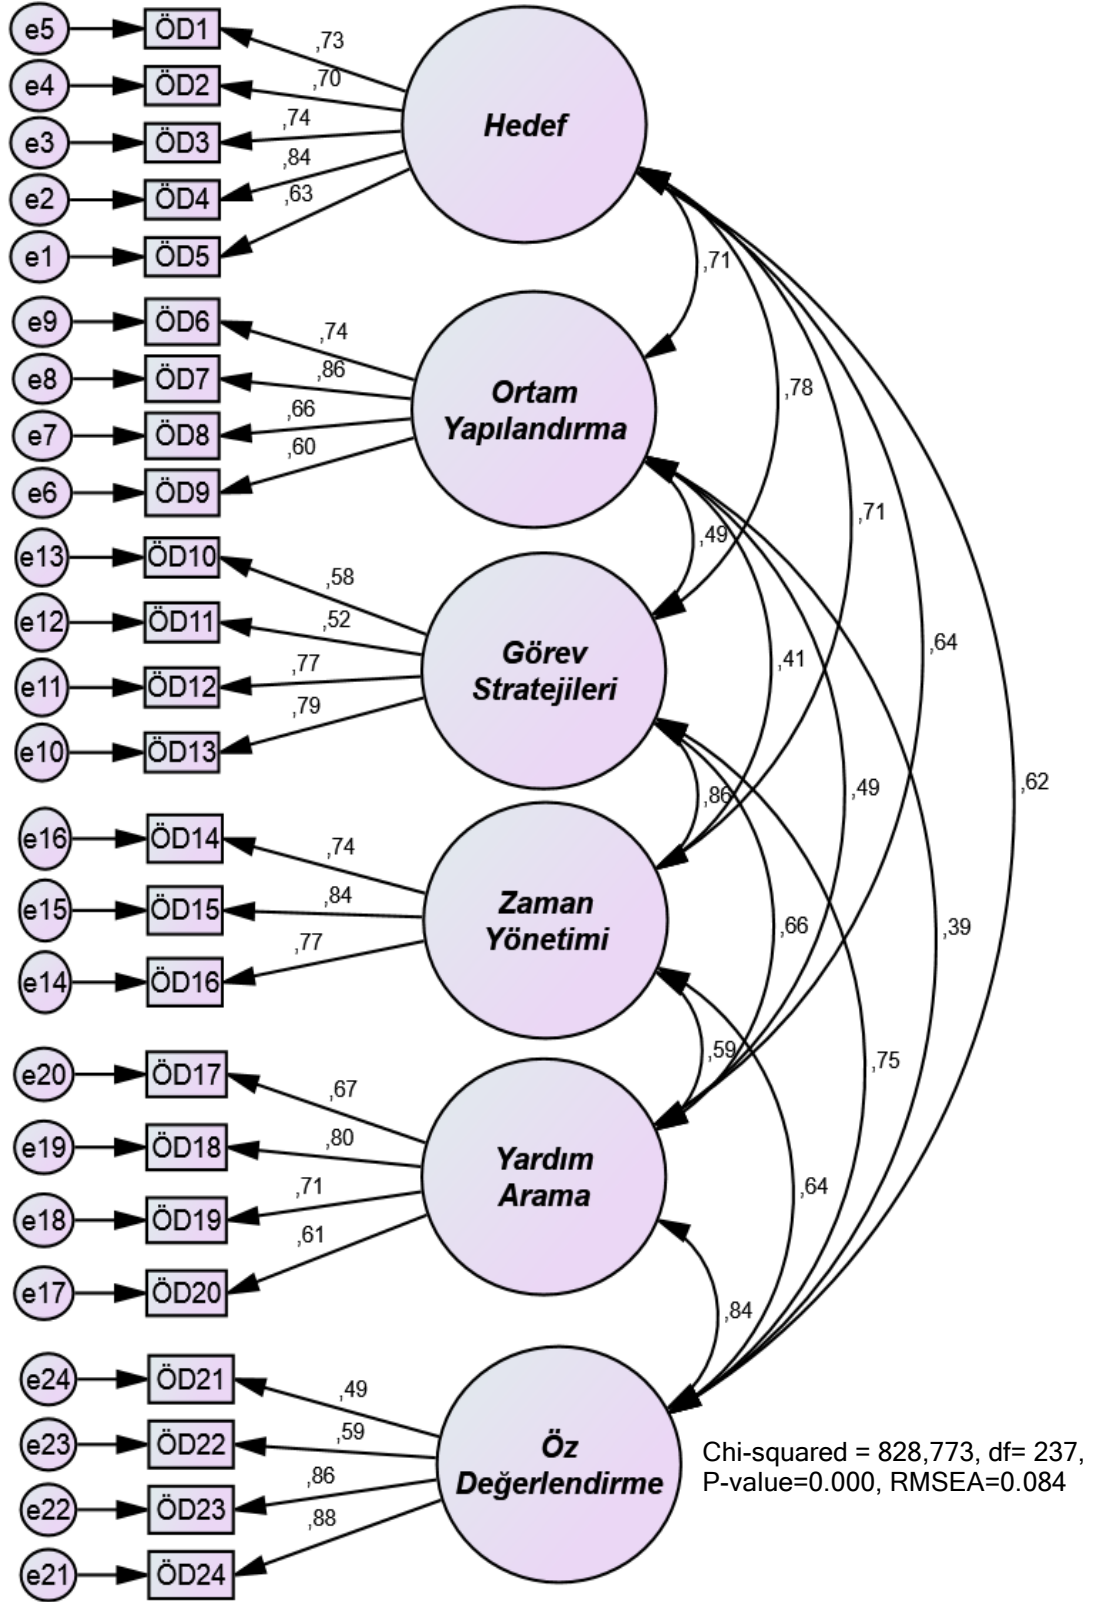 e5 ÖD1 ,73
e4 ÖD2 ,70
e3 ÖD3 ,74
e2 ÖD4 ,84
e1 ÖD5 ,63
Hedef
,71
e9 ÖD6 ,74
e8 ÖD7 ,86
e7 ÖD8 ,66
e6 ÖD9 ,60
Ortam
Yapılandırma
,78
,71
,49
e13 ÖD10 ,58
e12 ÖD11 ,52
e11 ÖD12 ,77
e10 ÖD13 ,79
Görev
Stratejileri
,41
,64
,86
,49
,62
e16 ÖD14 ,74
e15 ÖD15 ,84
e14 ÖD16 ,77
Zaman
Yönetimi
,66
,39
,59
,75
e20 ÖD17 ,67
e19 ÖD18 ,80
e18 ÖD19 ,71
e17 ÖD20 ,61
Yardım
Arama
,64
,84
e24 ÖD21 ,49
e23 ÖD22 ,59
e22 ÖD23 ,86
e21 ÖD24 ,88
Öz
Değerlendirme
Chi-squared = 828,773, df= 237,
P-value=0.000, RMSEA=0.084